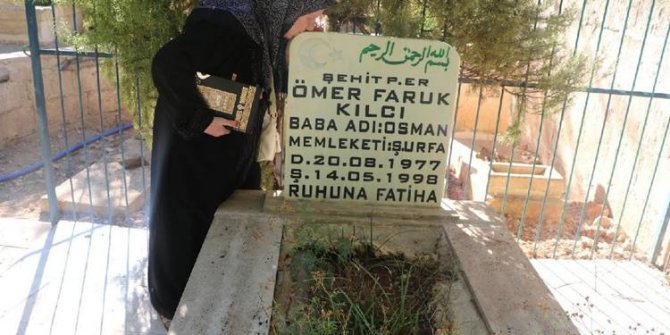 بسم الله الرحمن الرحيم
ŞEHİT P.ER
ÖMER FARUK
KILCI
BABA ADI:OSMAN
MEMLEKETİ:ŞURFA
D.20.08.1977
Ş.14.05.1998
RUHUNA FATİHA